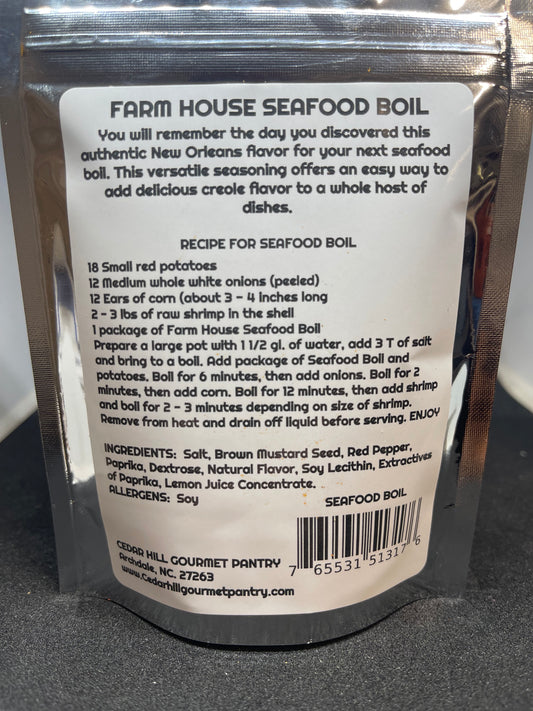 FARM HOUSE SEAFOOD BOIL
You will remember the day you discovered this
authentic New Orleans flavor for your next seafood
boil. This versatile seasoning offers an easy way to
add delicious creole flavor to a whole host of
dishes.
RECIPE FOR SEAFOOD BOIL
18 Small red potatoes
12 Medium whole white onions (peeled)
12 Ears of corn (about 3 - 4 inches long
2 - 3 lbs of raw shrimp in the shell
1 package of Farm House Seafood Boil
Prepare a large pot with 1 1/2 gl. of water, add 3 T of salt
and bring to a boil. Add package of Seafood Boil and
potatoes. Boil for 6 minutes, then add onions. Boil for 2
minutes, then add corn. Boil for 12 minutes, then add shrimp
and boil for 2 - 3 minutes depending on size of shrimp.
Remove from heat and drain off liquid before serving. ENJOY
INGREDIENTS: Salt, Brown Mustard Seed, Red Pepper,
Paprika, Dextrose, Natural Flavor, Soy Lecithin, Extractives
of Paprika, Lemon Juice Concentrate.
ALLERGENS: Soy
SEAFOOD BOIL
CEDAR HILL GOURMET PANTRY
Archdale, NC. 27263
www.Cedarhillgourmetpantry.com
7 65531 51317 6